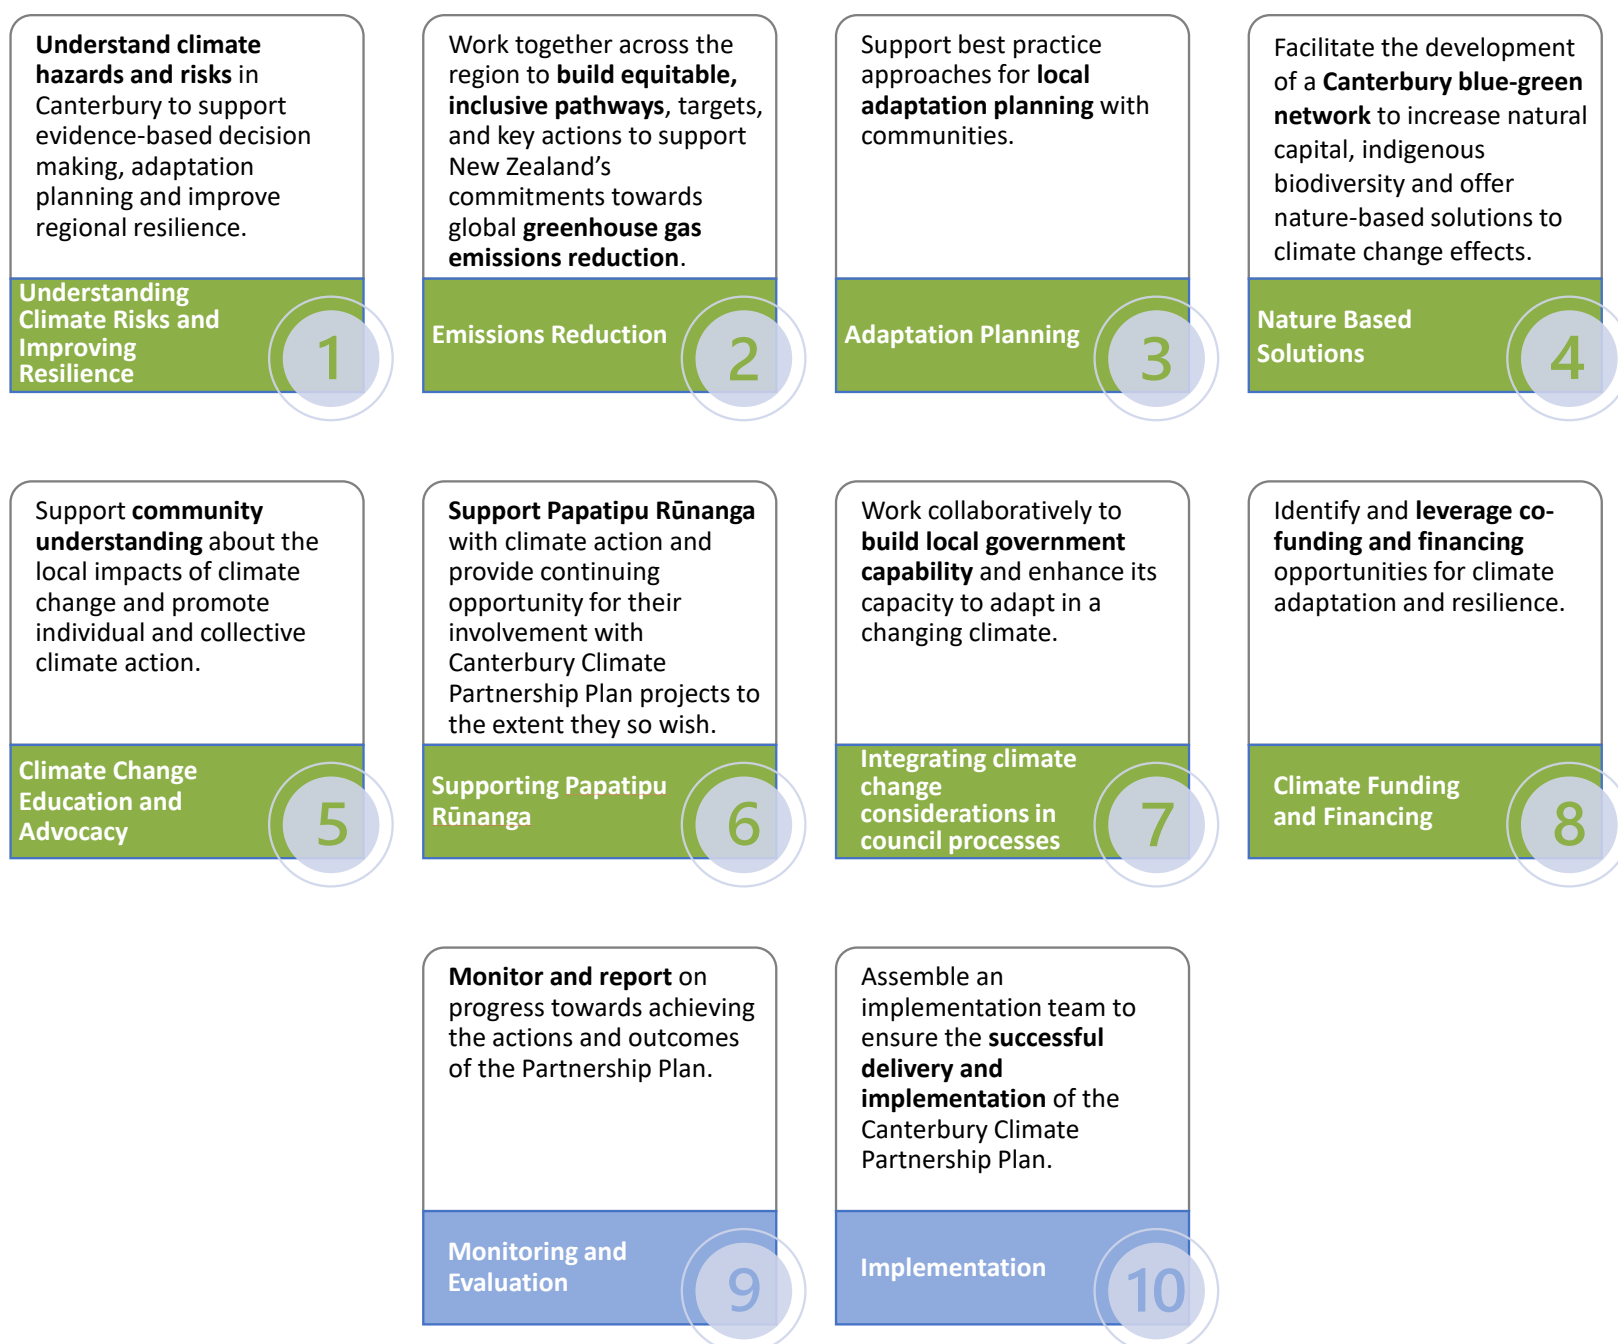 Understand climate
hazards and risks in
Canterbury to support
evidence-based decision
making, adaptation
planning and improve
regional resilience.
Understanding
Climate Risks and
Improving
Resilience
1
Work together across the
region to build equitable,
inclusive pathways, targets,
and key actions to support
New Zealand’s
commitments towards
global greenhouse gas
emissions reduction.
Emissions Reduction
2
Support best practice
approaches for local
adaptation planning with
communities.
Adaptation Planning
3
Facilitate the development
of a Canterbury blue-green
network to increase natural
capital, indigenous
biodiversity and offer
nature-based solutions to
climate change effects.
Nature Based
Solutions
4
Support community
understanding about the
local impacts of climate
change and promote
individual and collective
climate action.
Climate Change
Education and
Advocacy
5
Support Papatipu Rūnanga
with climate action and
provide continuing
opportunity for their
involvement with
Canterbury Climate
Partnership Plan projects to
the extent they so wish.
Supporting Papatipu
Rūnanga
6
Work collaboratively to
build local government
capability and enhance its
capacity to adapt in a
changing climate.
Integrating climate
change
considerations in
council processes
7
Identify and leverage co-
funding and financing
opportunities for climate
adaptation and resilience.
Climate Funding
and Financing
8
Monitor and report on
progress towards achieving
the actions and outcomes
of the Partnership Plan.
Monitoring and
Evaluation
9
Assemble an
implementation team to
ensure the successful
delivery and
implementation of the
Canterbury Climate
Partnership Plan.
Implementation
10